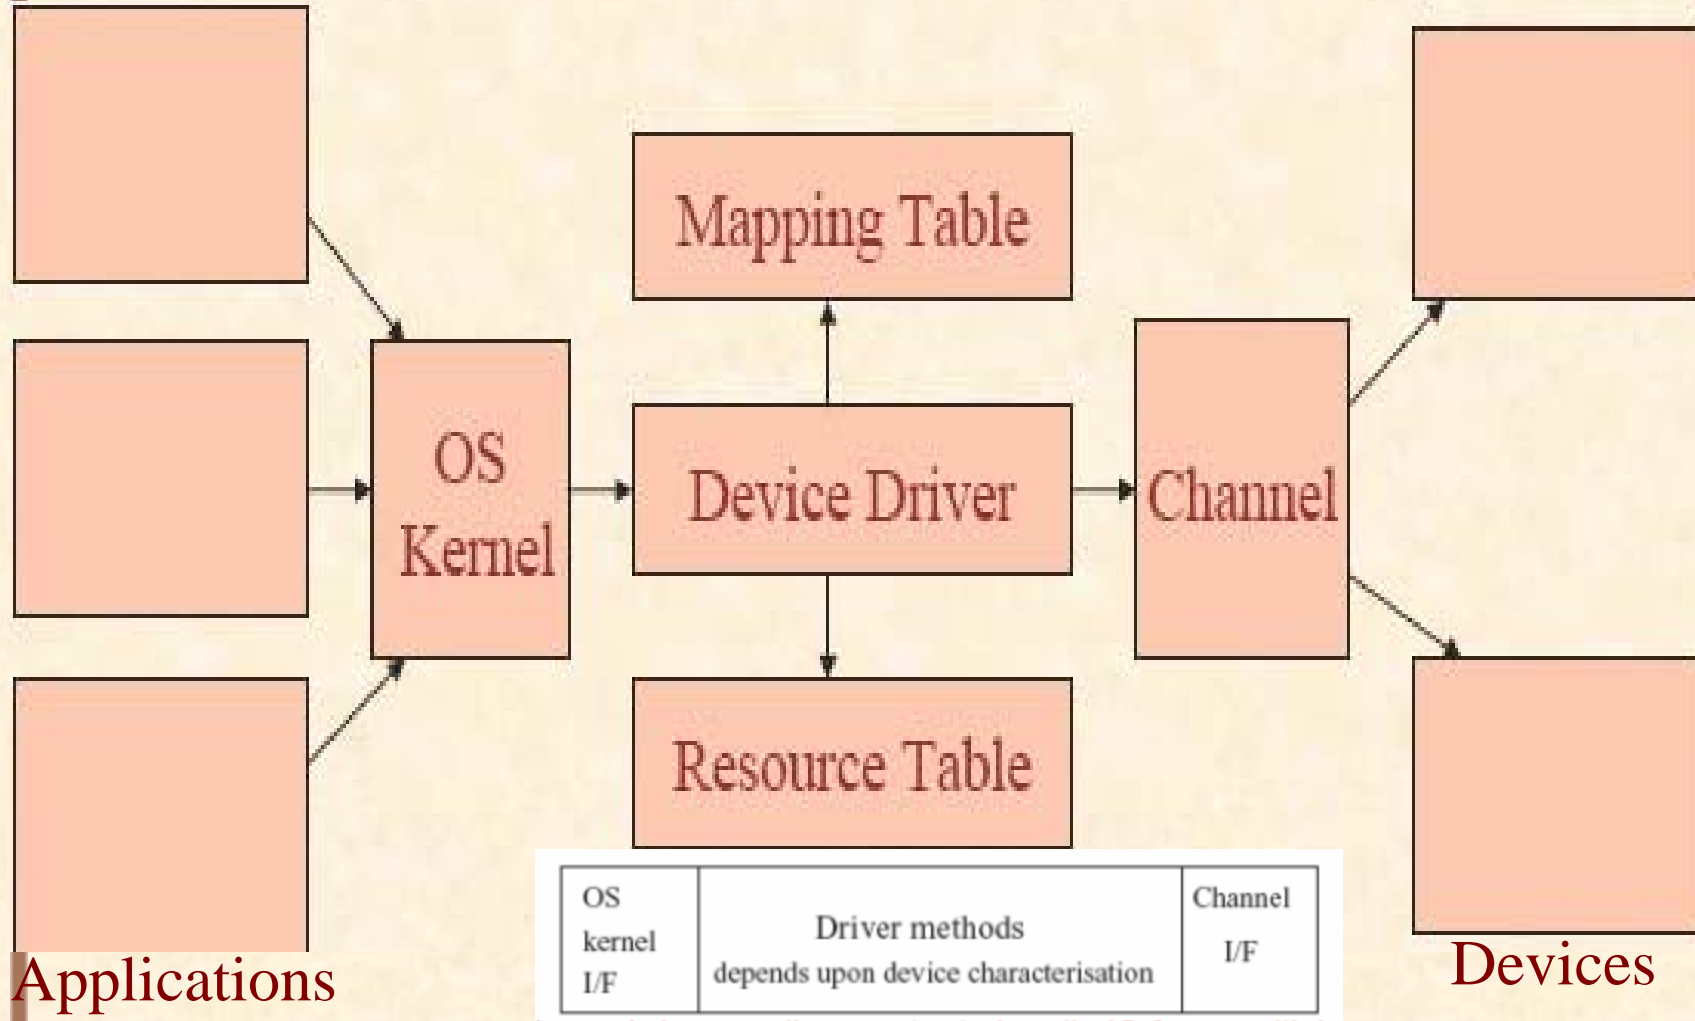 Mapping Table
OS
Kernel
Device Driver
Channel
Resource Table
OS
kernel
I/F
Driver methods
depends upon device characterisation
Channel
I/F
Applications
Devices